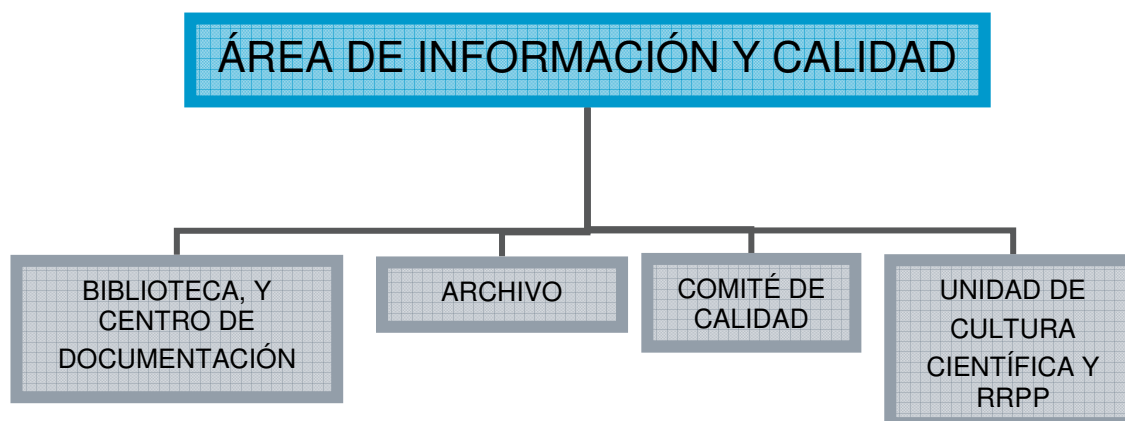 ÁREA DE INFORMACIÓN Y CALIDAD
BIBLIOTECA, Y
CENTRO DE
DOCUMENTACIÓN
ARCHIVO
COMITÉ DE
CALIDAD
UNIDAD DE
CULTURA
CIENTÍFICA Y
RRPP